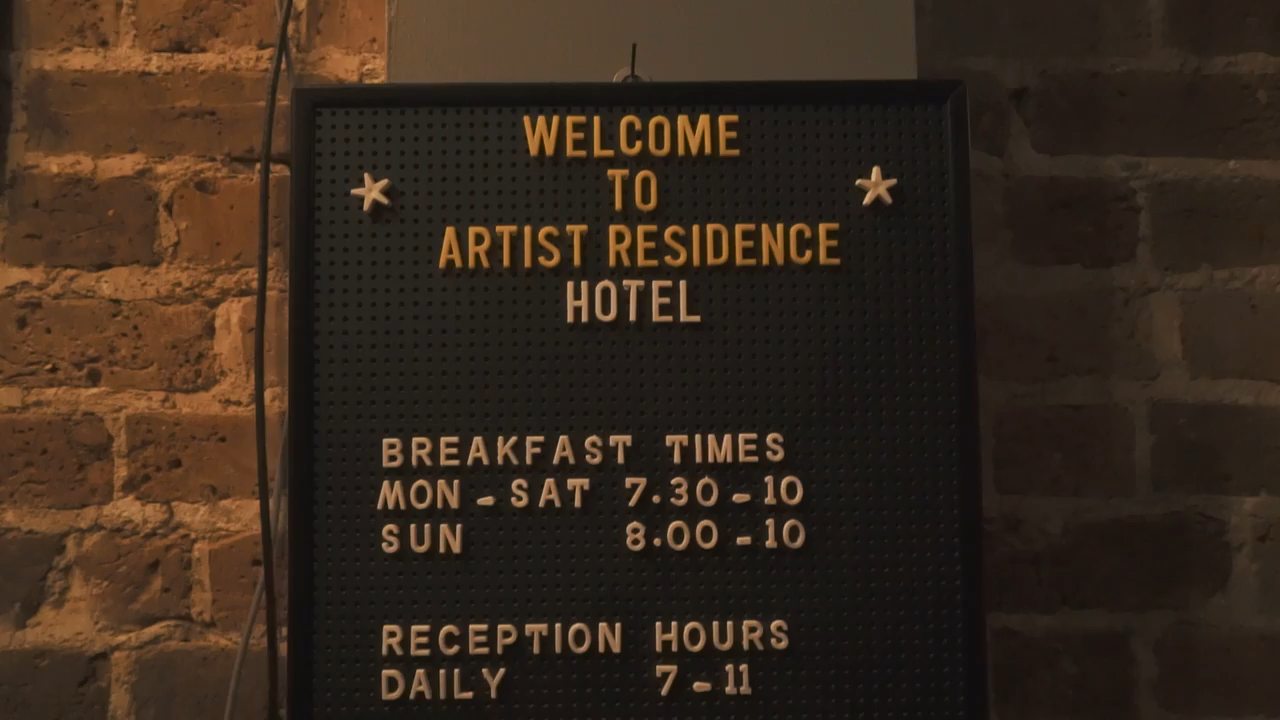 WELCOME
TO
ARTIST RESIDENCE
HOTEL
BREAKFAST TIMES
MON - SAT 7.30 - 10
SUN 8.00 - 10
RECEPTION HOURS
DAILY 7 - 11